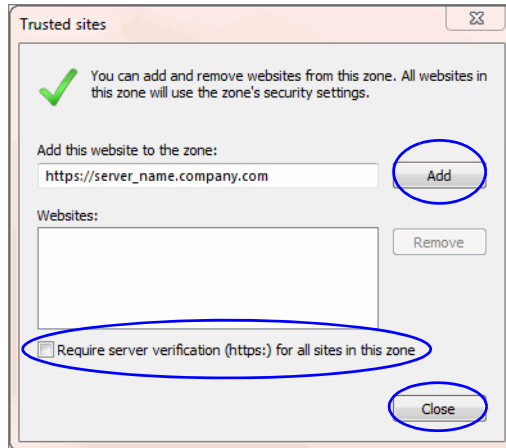 Trusted sites
You can add and remove websites from this zone. All websites in
this zone will use the zone's security settings.
Add this website to the zone:
https://server_name.company.com
Add
Websites:
Remove
Require server verification (https:) for all sites in this zone
Close